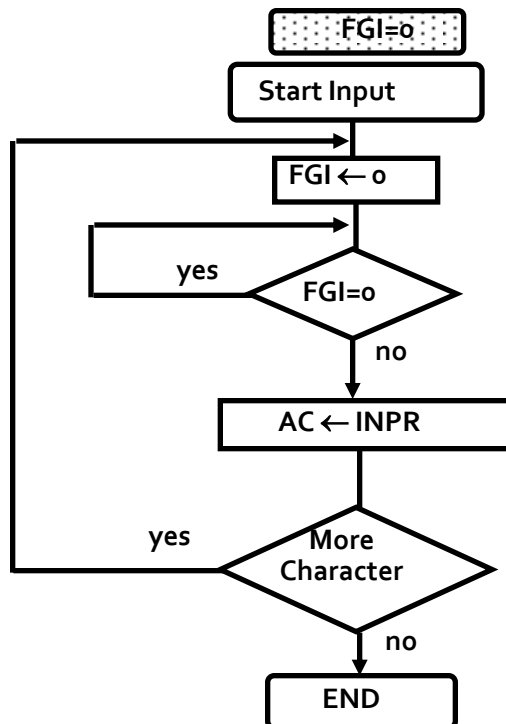 FGI=0
Start Input
FGI ← 0
yes
FGI=0
no
AC ← INPR
yes
More
Character
no
END